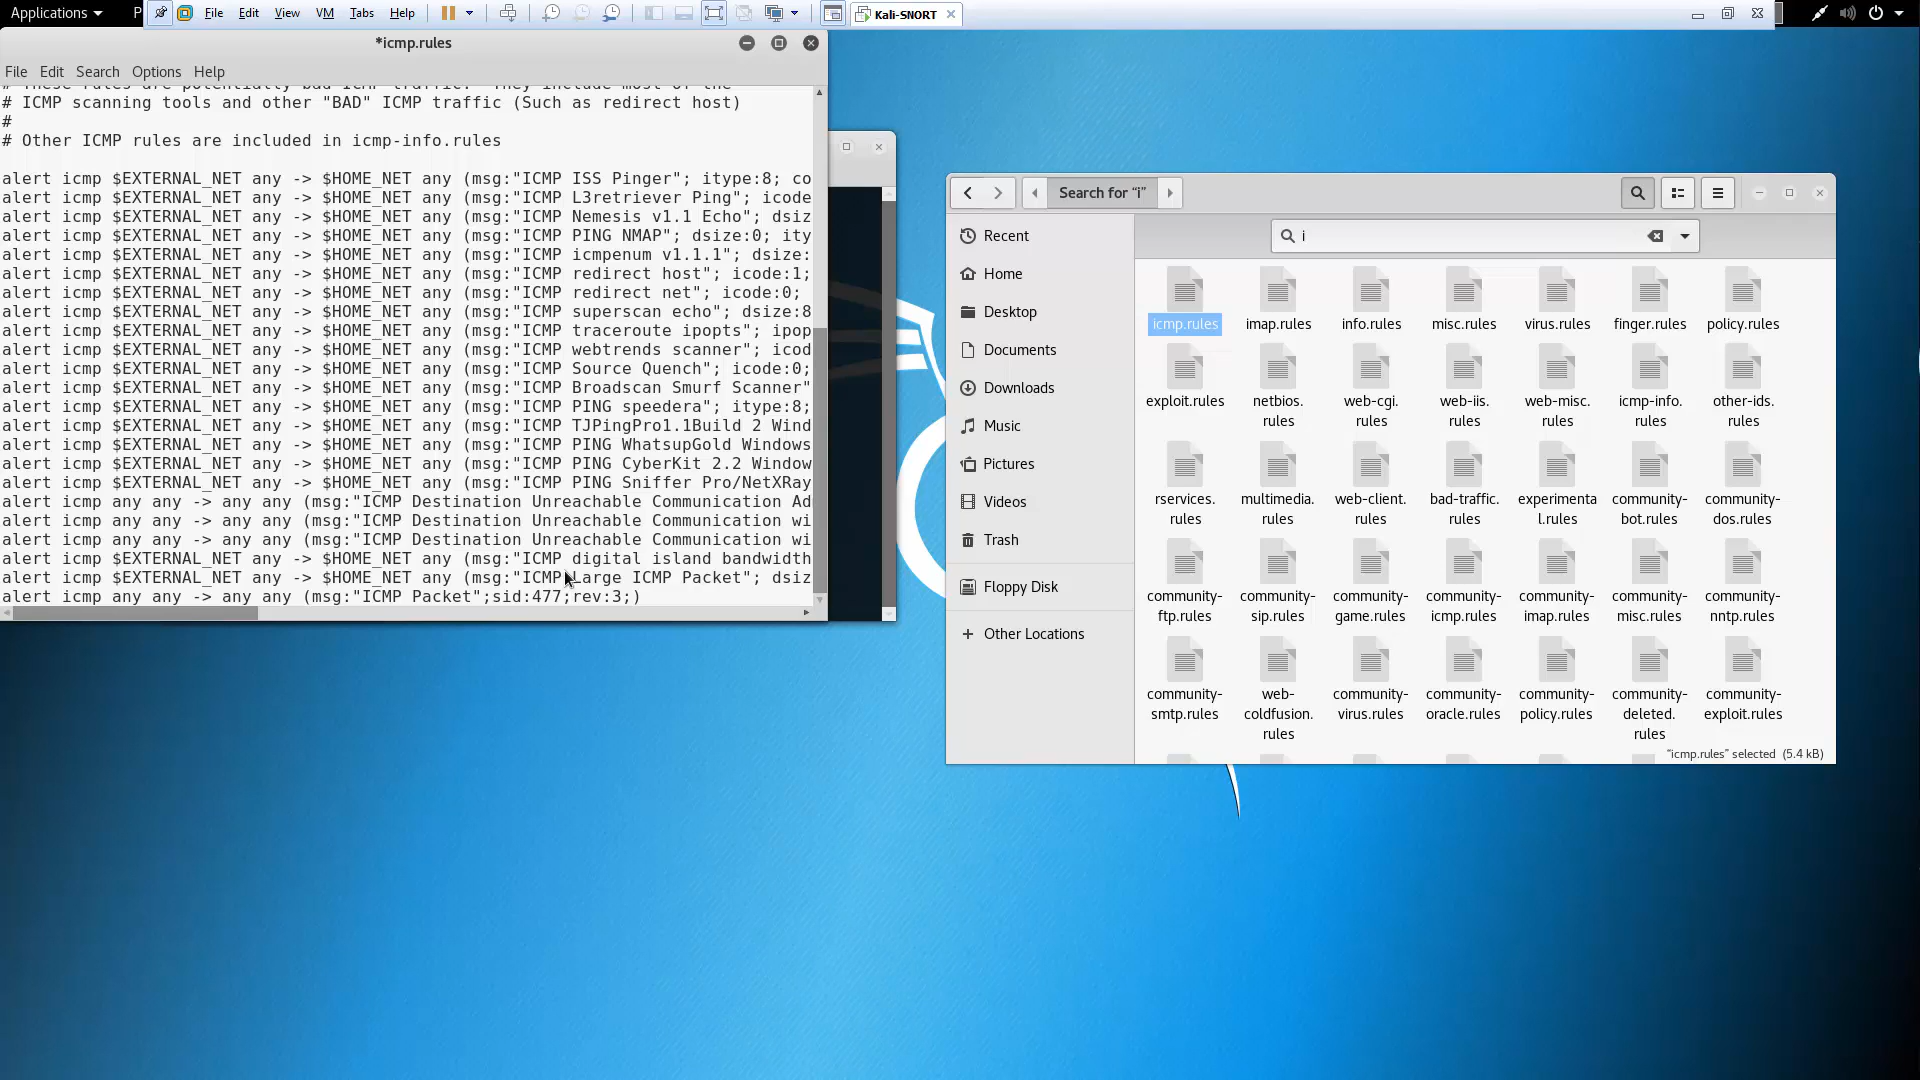 Applications
P
File Edit View VM Tabs Help
Kali-SNORT
*icmp.rules
File Edit Search Options Help
# These rules are potentially bad ICMP traffic. They include most of the
# ICMP scanning tools and other "BAD" ICMP traffic (Such as redirect host)
#
# Other ICMP rules are included in icmp-info.rules
alert icmp $EXTERNAL_NET any -> $HOME_NET any (msg:"ICMP ISS Pinger"; itype:8; co
alert icmp $EXTERNAL_NET any -> $HOME_NET any (msg:"ICMP L3retriever Ping"; icode
alert icmp $EXTERNAL_NET any -> $HOME_NET any (msg:"ICMP Nemesis v1.1 Echo"; dsiz
alert icmp $EXTERNAL_NET any -> $HOME_NET any (msg:"ICMP PING NMAP"; dsize:0; ity
alert icmp $EXTERNAL_NET any -> $HOME_NET any (msg:"ICMP icmpenum v1.1.1"; dsize:
alert icmp $EXTERNAL_NET any -> $HOME_NET any (msg:"ICMP redirect host"; icode:1;
alert icmp $EXTERNAL_NET any -> $HOME_NET any (msg:"ICMP redirect net"; icode:0;
alert icmp $EXTERNAL_NET any -> $HOME_NET any (msg:"ICMP superscan echo"; dsize:8
alert icmp $EXTERNAL_NET any -> $HOME_NET any (msg:"ICMP traceroute ipopts"; ipop
alert icmp $EXTERNAL_NET any -> $HOME_NET any (msg:"ICMP webtrends scanner"; icod
alert icmp $EXTERNAL_NET any -> $HOME_NET any (msg:"ICMP Source Quench"; icode:0;
alert icmp $EXTERNAL_NET any -> $HOME_NET any (msg:"ICMP Broadscan Smurf Scanner"
alert icmp $EXTERNAL_NET any -> $HOME_NET any (msg:"ICMP PING speedera"; itype:8;
alert icmp $EXTERNAL_NET any -> $HOME_NET any (msg:"ICMP TJPingPro1.1Build 2 Wind
alert icmp $EXTERNAL_NET any -> $HOME_NET any (msg:"ICMP PING WhatsupGold Windows
alert icmp $EXTERNAL_NET any -> $HOME_NET any (msg:"ICMP PING CyberKit 2.2 Window
alert icmp $EXTERNAL_NET any -> $HOME_NET any (msg:"ICMP PING Sniffer Pro/NetXRay
alert icmp any any -> any any (msg:"ICMP Destination Unreachable Communication Ad
alert icmp any any -> any any (msg:"ICMP Destination Unreachable Communication wi
alert icmp any any -> any any (msg:"ICMP Destination Unreachable Communication wi
alert icmp $EXTERNAL_NET any -> $HOME_NET any (msg:"ICMP digital island bandwidth
alert icmp $EXTERNAL_NET any -> $HOME_NET any (msg:"ICMP Large ICMP Packet"; dsiz
alert icmp any any -> any any (msg:"ICMP Packet";sid:477;rev:3;)
Search for “i”
i
Recent
Home
Desktop
Documents
Downloads
Music
Pictures
Videos
Trash
Floppy Disk
+ Other Locations
icmp.rules imap.rules info.rules misc.rules virus.rules finger.rules policy.rules
exploit.rules netbios. web-cgi. web-iis. web-misc. icmp-info. other-ids.
rules rules rules rules rules rules
rservices. multimedia. web-client. bad-traffic. experimenta community- community-
rules rules rules rules l.rules bot.rules dos.rules
community- community- community- community- community- community- community-
ftp.rules sip.rules game.rules icmp.rules imap.rules misc.rules nntp.rules
community- web- community- community- community- community- community-
smtp.rules coldfusion. virus.rules oracle.rules policy.rules deleted. exploit.rules
rules rules
“icmp.rules” selected (5.4 kB)